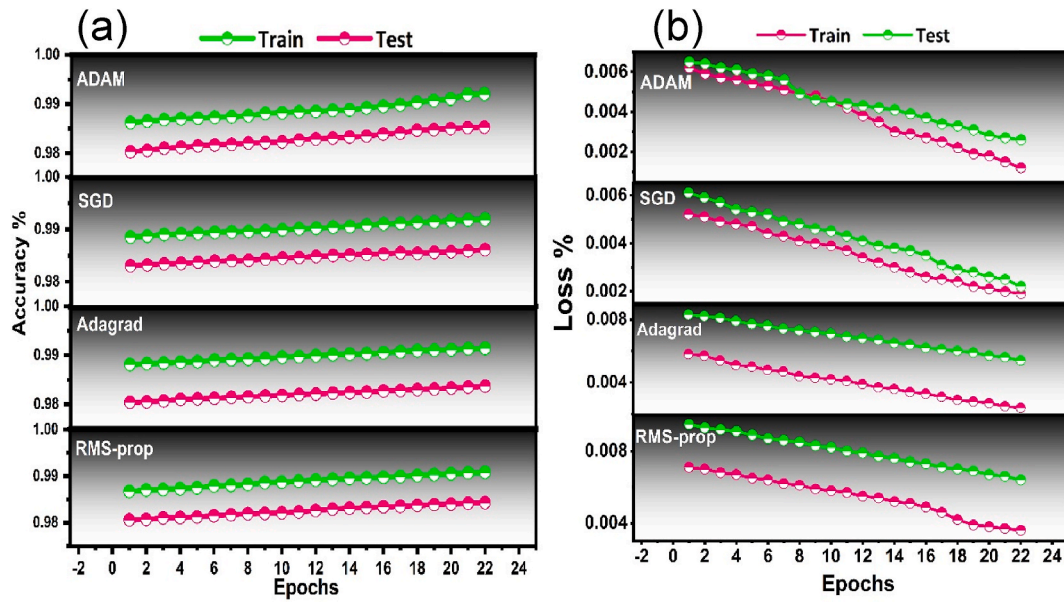 (a)
Train Test
1.00
ADAM
0.99
0.98
1.00
SGD
0.99
0.98
1.00
Adagrad
0.99
0.98
1.00
RMS-prop
0.99
0.98
-2 0 2 4 6 8 10 12 14 16 18 20 22 24
Epochs
Accuracy %
(b)
Train Test
0.006
ADAM
0.004
0.002
0.006
SGD
0.004
0.002
0.008
Adagrad
0.004
RMS-prop
0.008
0.004
-2 0 2 4 6 8 10 12 14 16 18 20 22 24
Epochs
Loss %